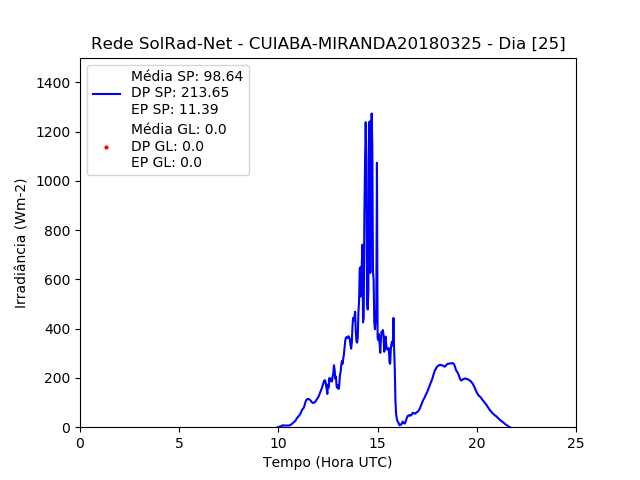 Rede SolRad-Net - CUIABA-MIRANDA20180325 - Dia [25]
Média SP: 98.64
DP SP: 213.65
EP SP: 11.39
Média GL: 0.0
DP GL: 0.0
EP GL: 0.0
1400
1200
1000
800
600
400
200
0
Irradiância (Wm-2)
0 5 10 15 20 25
Tempo (Hora UTC)